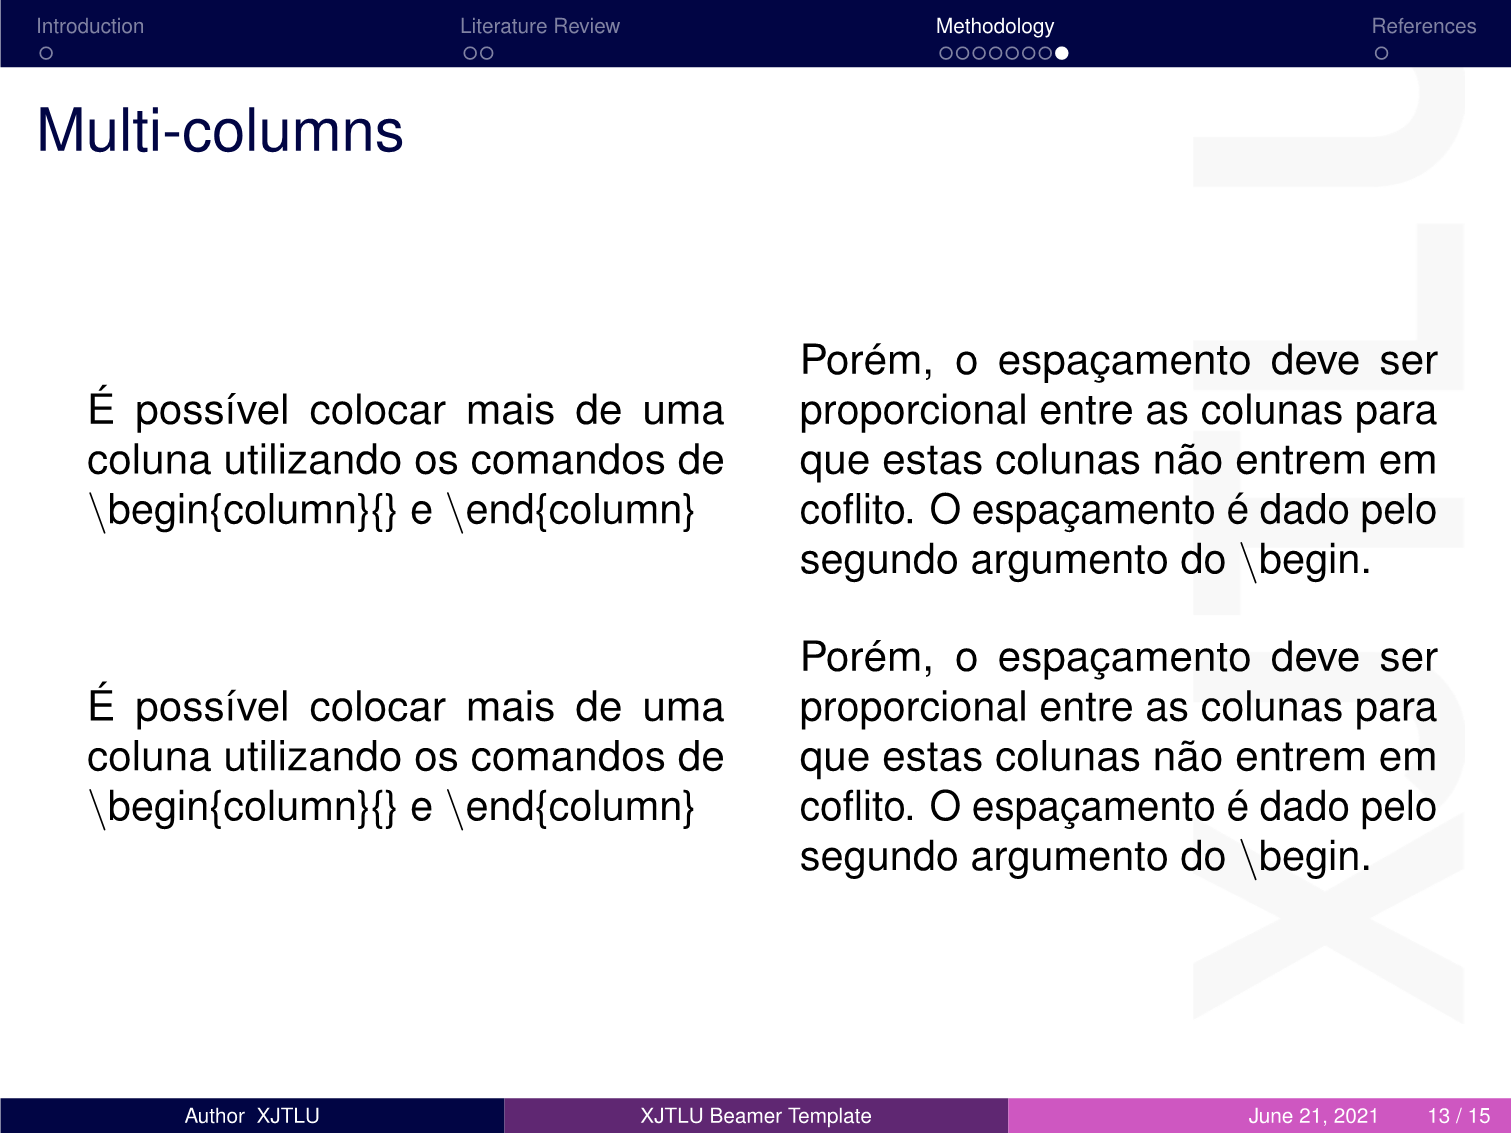 Introduction
Literature Review
Methodology
References
Multi-columns
É possível colocar mais de uma
coluna utilizando os comandos de
\begin{column}{} e \end{column}
Porém, o espaçamento deve ser
proporcional entre as colunas para
que estas colunas não entrem em
coflito. O espaçamento é dado pelo
segundo argumento do \begin.
É possível colocar mais de uma
coluna utilizando os comandos de
\begin{column}{} e \end{column}
Porém, o espaçamento deve ser
proporcional entre as colunas para
que estas colunas não entrem em
coflito. O espaçamento é dado pelo
segundo argumento do \begin.
XJTLU
Author XJTLU
XJTLU Beamer Template
June 21, 2021
13 / 15